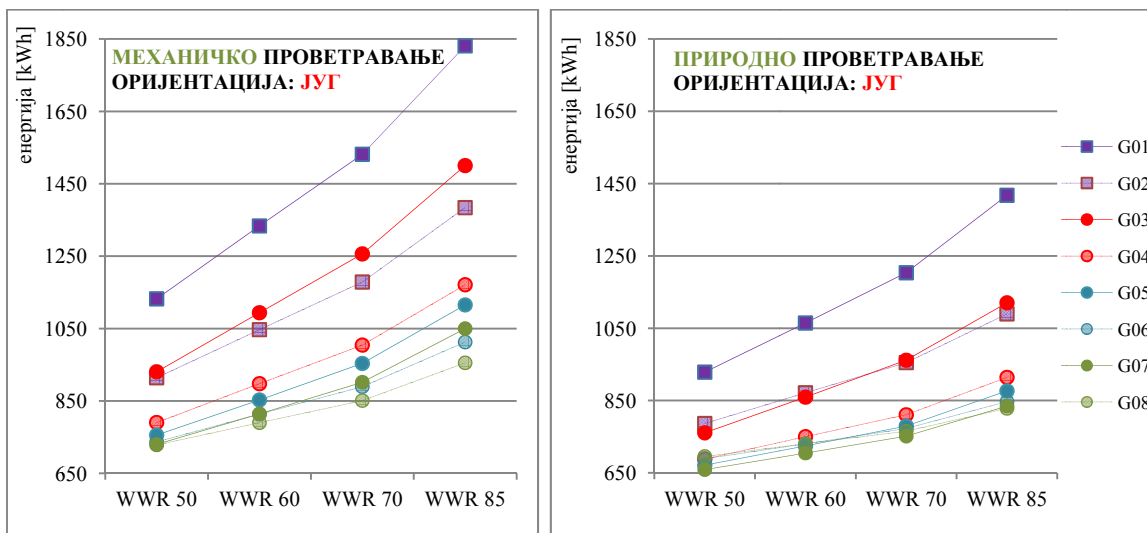 МЕХАНИЧКО ПРОВЕТРАВАЊЕ
ОРИЈЕНТАЦИЈА: ЈУГ
енергија [kWh]
1850
1650
1450
1250
1050
850
650
WWR 50 WWR 60 WWR 70 WWR 85
ПРИРОДНО ПРОВЕТРАВАЊЕ
ОРИЈЕНТАЦИЈА: ЈУГ
енергија [kWh]
1850
1650
1450
1250
1050
850
650
WWR 50 WWR 60 WWR 70 WWR 85
G01
G02
G03
G04
G05
G06
G07
G08